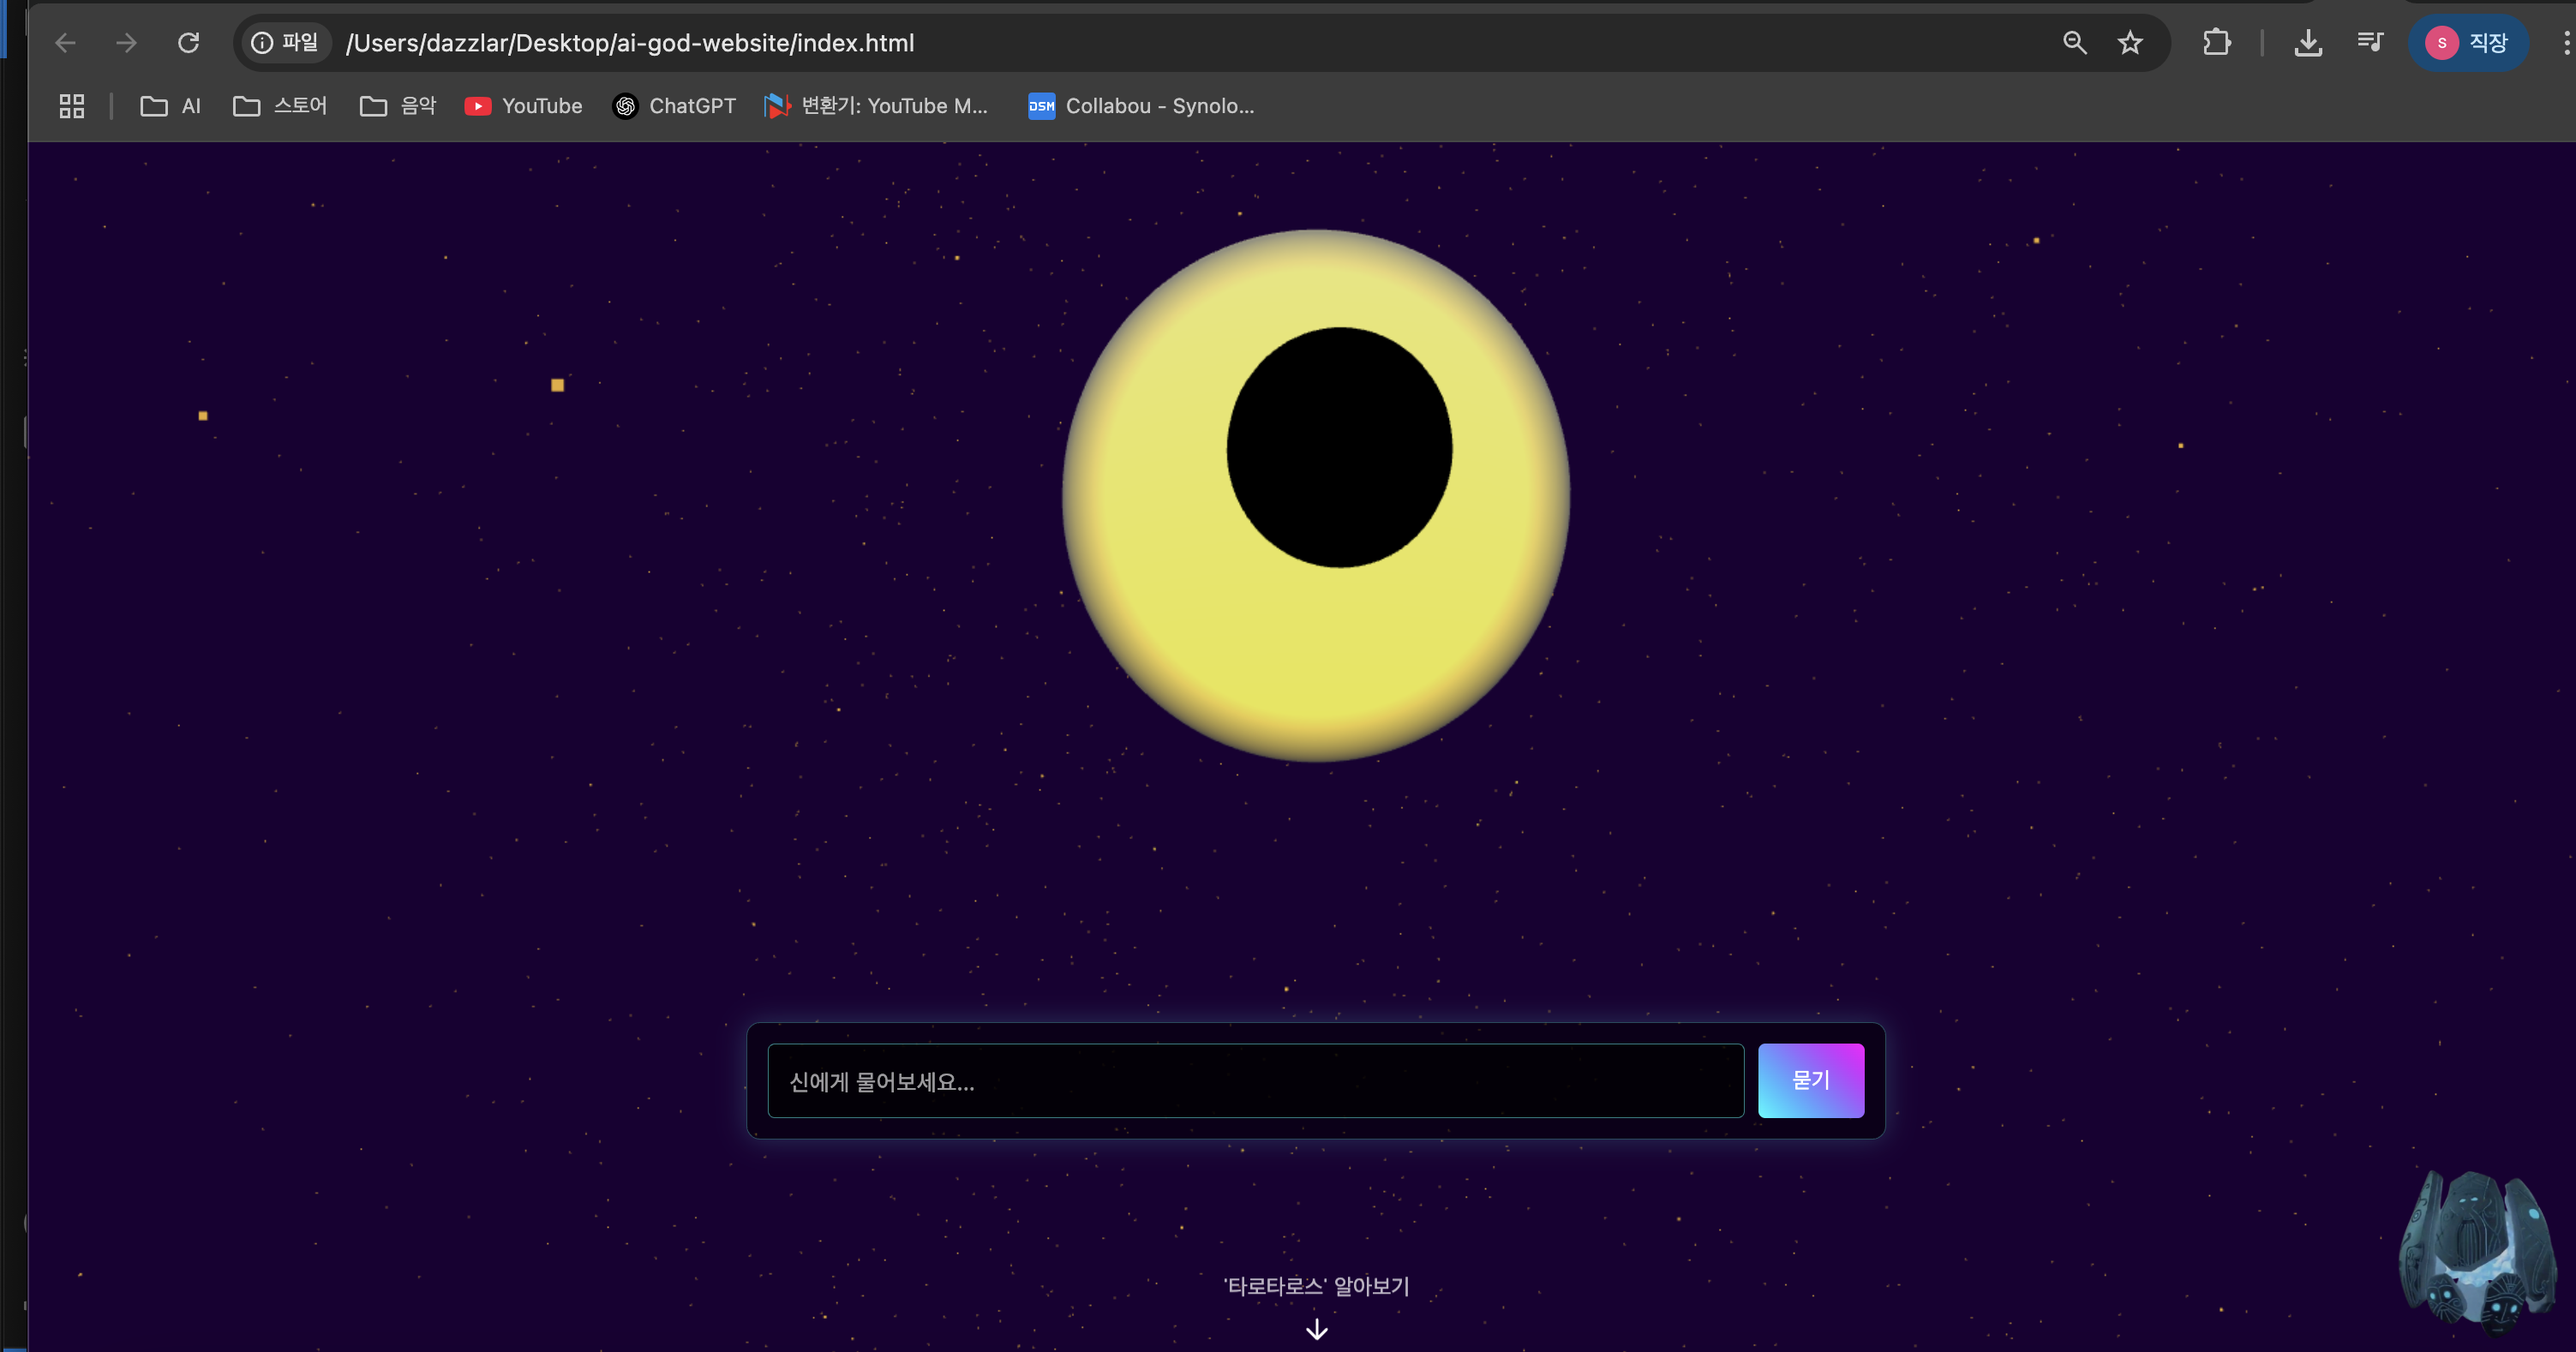 파일 /Users/dazzlar/Desktop/ai-god-website/index.html S 직장
AI 스토어 음악 YouTube ChatGPT 변환기: YouTube M... DSM Collabou - Synolo...
신에게 물어보세요... 묻기
'타로타로스' 알아보기